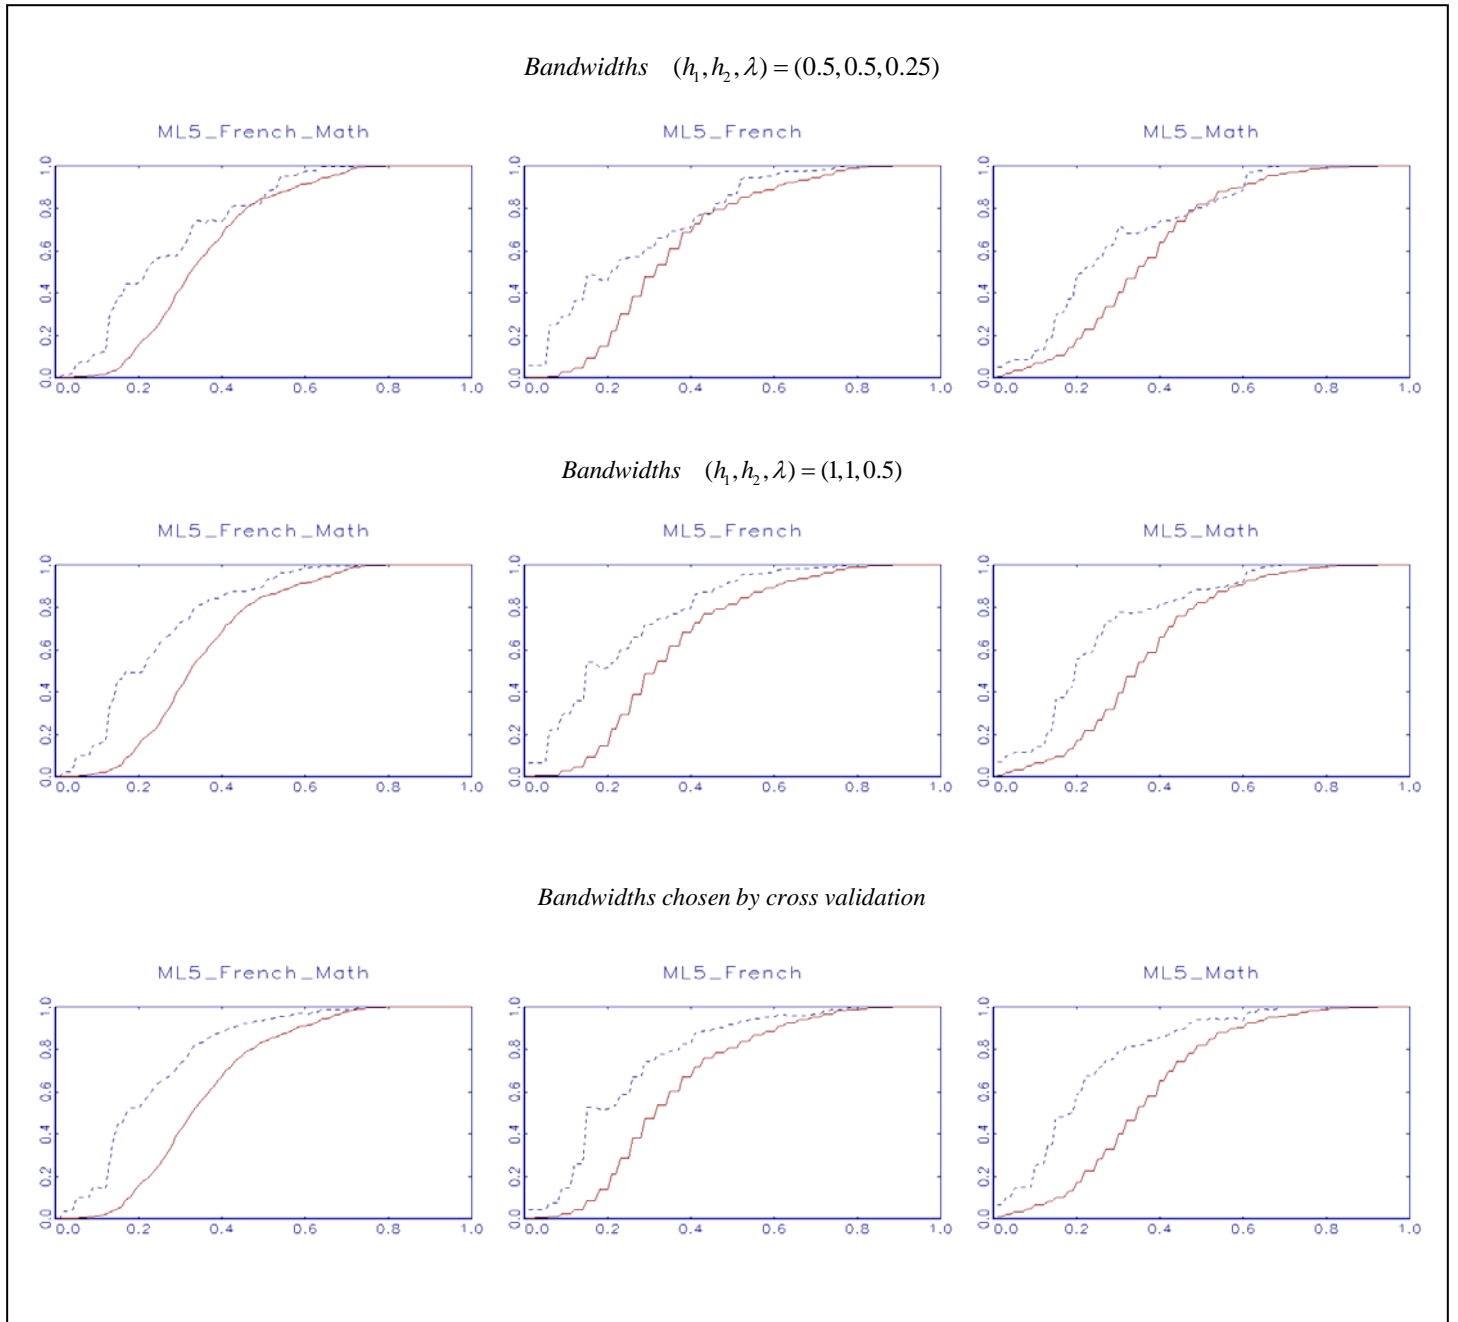 Bandwidths (h₁, h₂, λ) = (0.5, 0.5, 0.25)
ML5_French_Math ML5_French ML5_Math
1.0 1.0 1.0
0.8 0.8 0.8
0.6 0.6 0.6
0.4 0.4 0.4
0.2 0.2 0.2
0.0 0.0 0.0
0.0 0.2 0.4 0.6 0.8 1.0 0.0 0.2 0.4 0.6 0.8 1.0 0.0 0.2 0.4 0.6 0.8 1.0
Bandwidths (h₁, h₂, λ) = (1,1,0.5)
ML5_French_Math ML5_French ML5_Math
1.0 1.0 1.0
0.8 0.8 0.8
0.6 0.6 0.6
0.4 0.4 0.4
0.2 0.2 0.2
0.0 0.0 0.0
0.0 0.2 0.4 0.6 0.8 1.0 0.0 0.2 0.4 0.6 0.8 1.0 0.0 0.2 0.4 0.6 0.8 1.0
Bandwidths chosen by cross validation
ML5_French_Math ML5_French ML5_Math
1.0 1.0 1.0
0.8 0.8 0.8
0.6 0.6 0.6
0.4 0.4 0.4
0.2 0.2 0.2
0.0 0.0 0.0
0.0 0.2 0.4 0.6 0.8 1.0 0.0 0.2 0.4 0.6 0.8 1.0 0.0 0.2 0.4 0.6 0.8 1.0